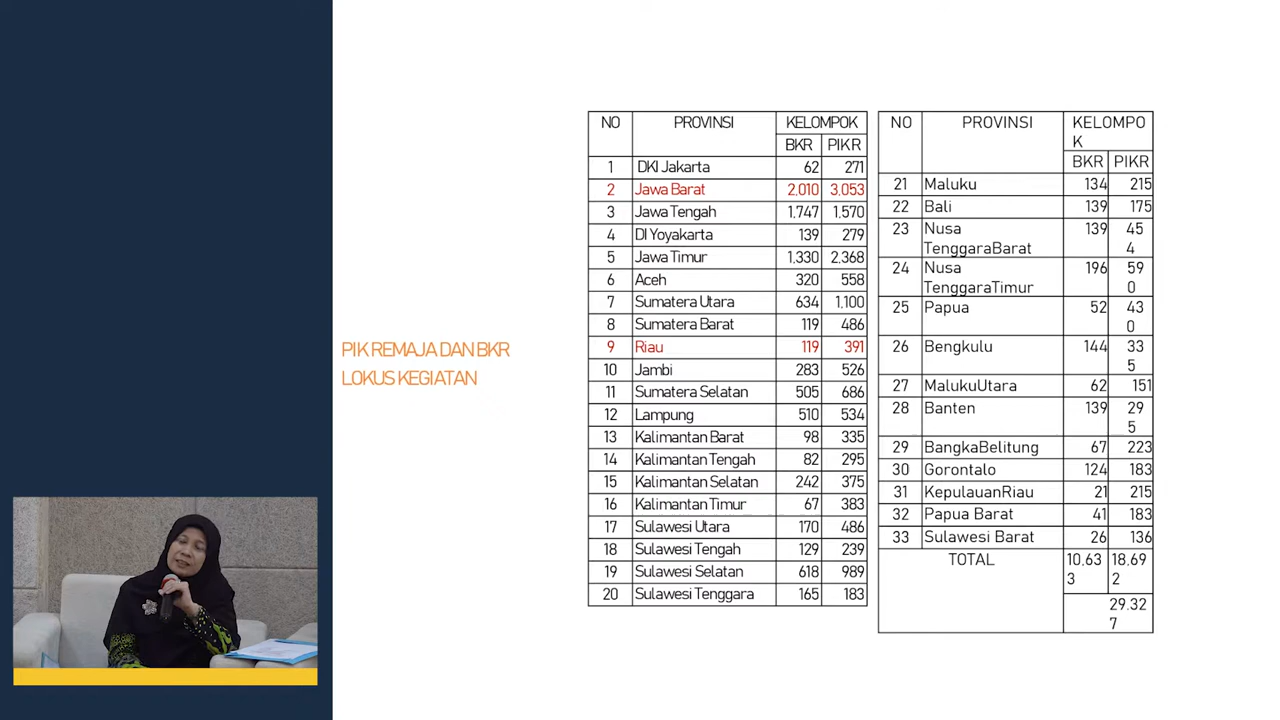 PIK REMAJA DAN BKR
LOKUS KEGIATAN
NO PROVINSI KELOMPOK
BKR PIKR
1 DKI Jakarta 62 271
2 Jawa Barat 2,010 3,053
3 Jawa Tengah 1,747 1,570
4 DI Yoyakarta 139 279
5 Jawa Timur 1,330 2,368
6 Aceh 320 558
7 Sumatera Utara 634 1,100
8 Sumatera Barat 119 486
9 Riau 119 391
10 Jambi 283 526
11 Sumatera Selatan 505 686
12 Lampung 510 534
13 Kalimantan Barat 98 335
14 Kalimantan Tengah 82 295
15 Kalimantan Selatan 242 375
16 Kalimantan Timur 67 383
17 Sulawesi Utara 170 486
18 Sulawesi Tengah 129 239
19 Sulawesi Selatan 618 989
20 Sulawesi Tenggara 165 183
NO PROVINSI KELOMPO
K
BKR PIKR
21 Maluku 134 215
22 Bali 139 175
23 Nusa 139 45
TenggaraBarat 4
24 Nusa 196 59
TenggaraTimur 0
25 Papua 52 43
0
26 Bengkulu 144 33
5
27 MalukuUtara 62 151
28 Banten 139 29
5
29 BangkaBelitung 67 223
30 Gorontalo 124 183
31 KepulauanRiau 21 215
32 Papua Barat 41 183
33 Sulawesi Barat 26 136
TOTAL 10.63 18.69
3 2
29.32
7